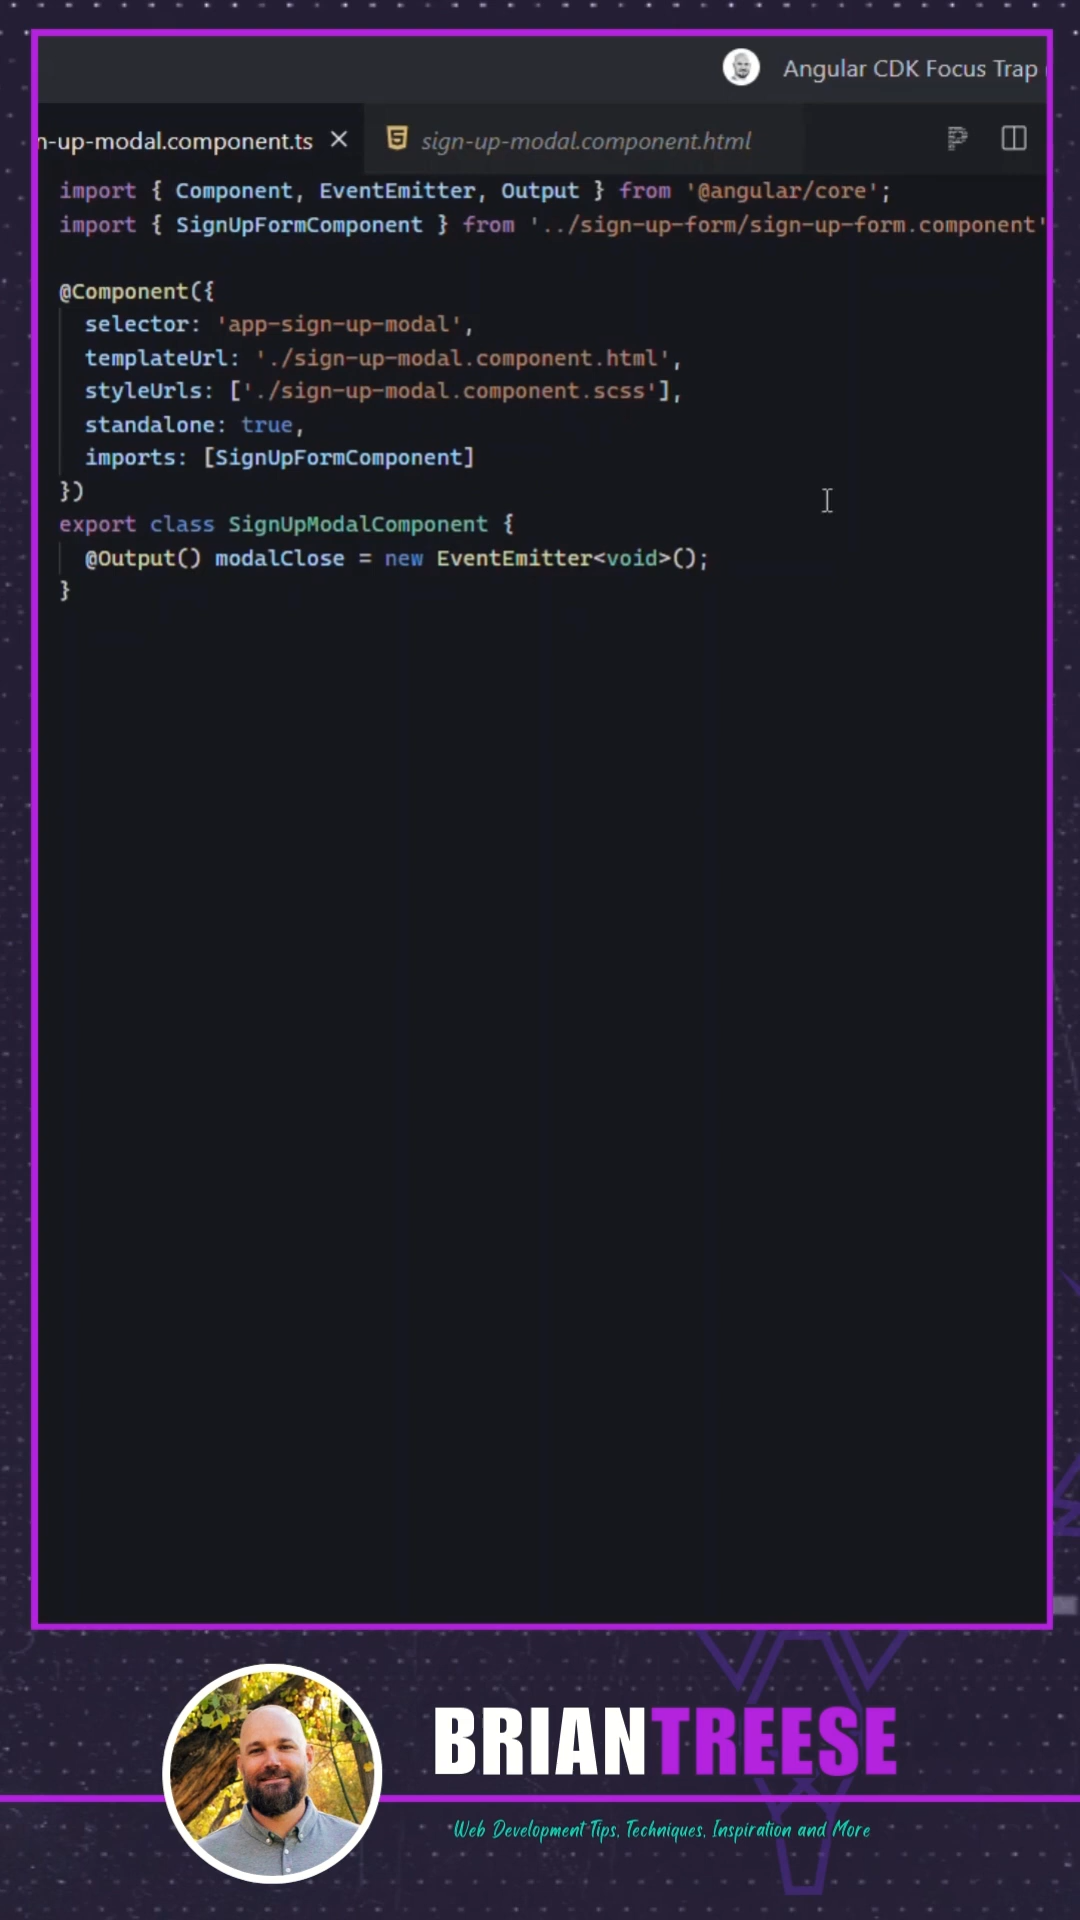 Angular CDK Focus Trap
n-up-modal.component.ts
sign-up-modal.component.html
import { Component, EventEmitter, Output } from '@angular/core';
import { SignUpFormComponent } from '../sign-up-form/sign-up-form.component'
@Component({
selector: 'app-sign-up-modal',
templateUrl: './sign-up-modal.component.html',
styleUrls: ['./sign-up-modal.component.scss'],
standalone: true,
imports: [SignUpFormComponent]
})
export class SignUpModalComponent {
@Output() modalClose = new EventEmitter<void>();
}
BRIANTREESE
Web Development Tips, Techniques, Inspiration and More